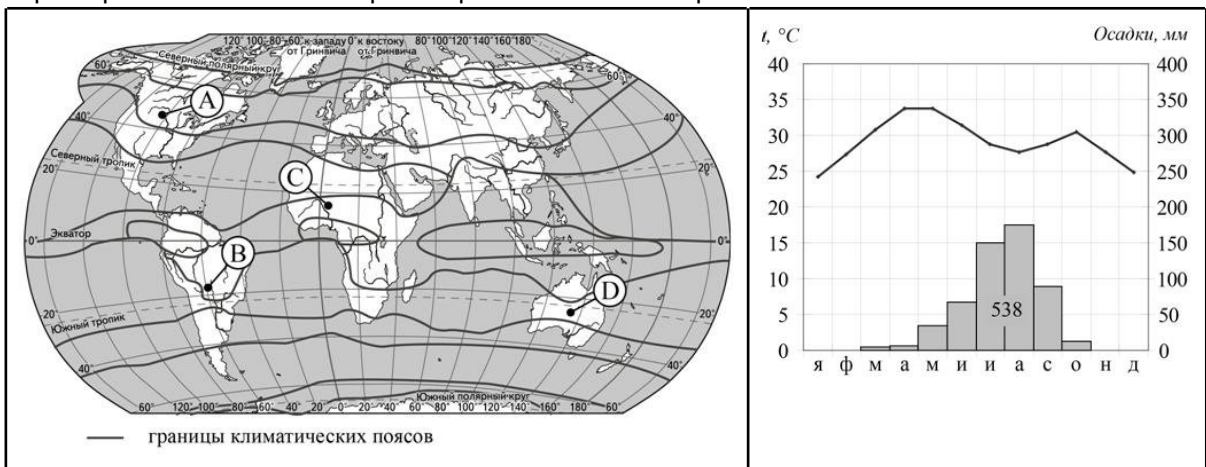 120° 100° 80° 60° к западу 0° к востоку 80° 100° 120° 140° 180°
от Гринвича от Гринвича
Северный полярный круг
60° 60°
A
40° 40°
Северный тропик
20° 20°
C
Экватор
0° 0°
B
D
20° 20°
Южный тропик
40° 40°
Южный полярный круг
60° 120° 100° 80° 60° 40° 20° 0° 20° 40° 60° 80° 100° 120° 140° 180° 60°
границы климатических поясов
t, °C Осадки, мм
40 400
35 350
30 300
25 250
20 200
15 150
10 100
538
5 50
0 0
я ф м а м и и а с о н д